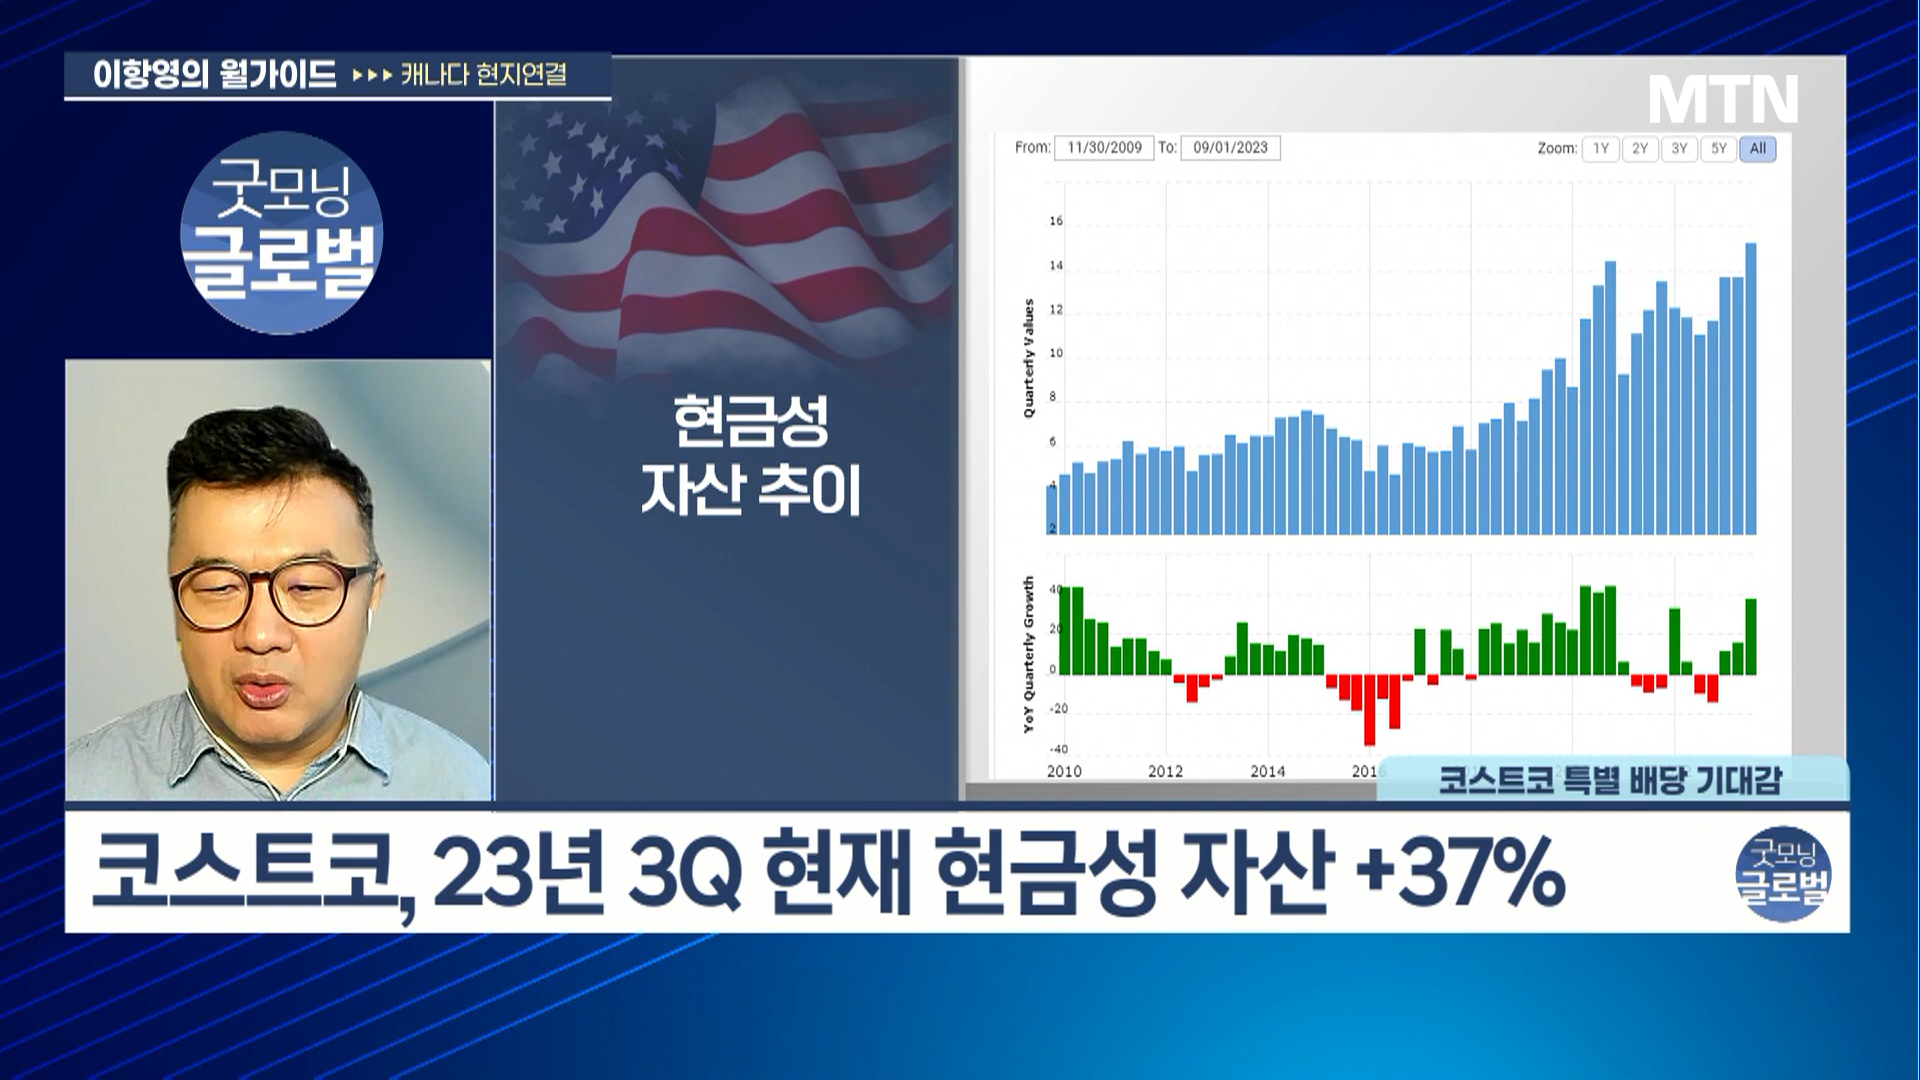 이항영의 월가이드 ▸▸▸ 캐나다 현지연결
MTN
굿모닝
글로벌
현금성
자산 추이
From: 11/30/2009 To: 09/01/2023
Zoom: 1Y 2Y 3Y 5Y All
Quarterly Values
16
14
12
10
8
6
4
2
YoY Quarterly Growth
40
20
0
-20
-40
2010 2012 2014 2016
코스트코 특별 배당 기대감
코스트코, 23년 3Q 현재 현금성 자산 +37%
굿모닝
글로벌